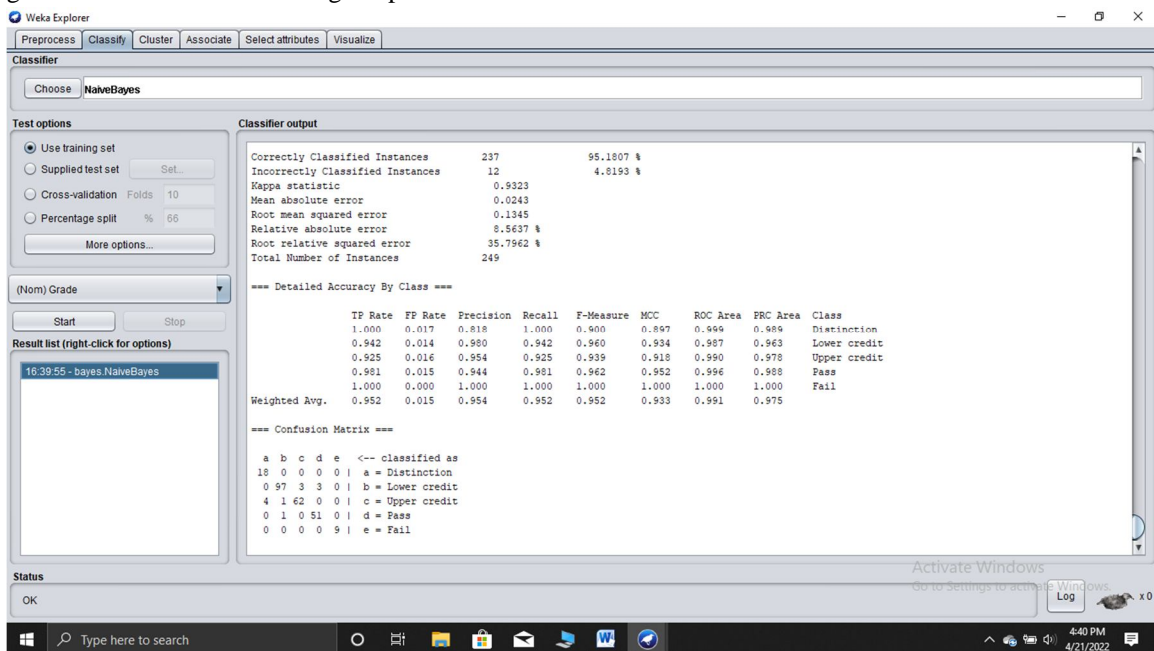 Weka Explorer
Preprocess Classify Cluster Associate Select attributes Visualize
Classifier
Choose NaiveBayes
Test options
Use training set
Supplied test set Set...
Cross-validation Folds 10
Percentage split % 66
More options...
(Nom) Grade
Start Stop
Result list (right-click for options)
16:39:55 - bayes.NaiveBayes
Classifier output
Correctly Classified Instances 237 95.1807 %
Incorrectly Classified Instances 12 4.8193 %
Kappa statistic 0.9323
Mean absolute error 0.0243
Root mean squared error 0.1345
Relative absolute error 8.5637 %
Root relative squared error 35.7962 %
Total Number of Instances 249
=== Detailed Accuracy By Class ===
TP Rate FP Rate Precision Recall F-Measure MCC ROC Area PRC Area Class
1.000 0.017 0.818 1.000 0.900 0.897 0.999 0.989 Distinction
0.942 0.014 0.980 0.942 0.960 0.934 0.987 0.963 Lower credit
0.925 0.016 0.954 0.925 0.939 0.918 0.990 0.978 Upper credit
0.981 0.015 0.944 0.981 0.962 0.952 0.996 0.988 Pass
1.000 0.000 1.000 1.000 1.000 1.000 1.000 1.000 Fail
Weighted Avg. 0.952 0.015 0.954 0.952 0.952 0.933 0.991 0.975
=== Confusion Matrix ===
a b c d e <-- classified as
18 0 0 0 0 | a = Distinction
0 97 3 3 0 | b = Lower credit
4 1 62 0 0 | c = Upper credit
0 1 0 51 0 | d = Pass
0 0 0 0 9 | e = Fail
Activate Windows
Go to Settings to activate Windows.
Status
OK
Log x 0
Type here to search
4:40 PM
4/21/2022